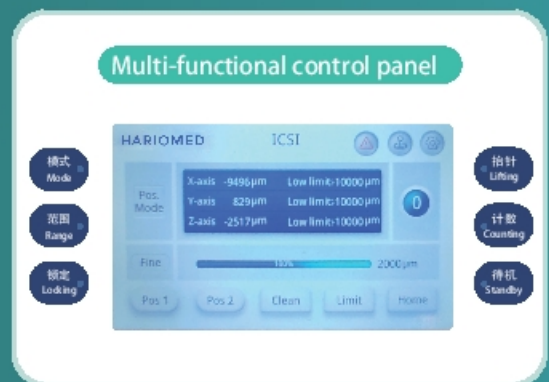 Multi-functional control panel
模式
Mode
范围
Range
锁定
Locking
HARIOMED ICSI
Pos. Mode
X-axis -9496μm Low limit:-10000μm
Y-axis 829μm Low limit:-10000μm
Z-axis -2517μm Low limit:-10000μm
0
Fine 2000μm
Pos 1 Pos 2 Clean Limit Home
抬针
Lifting
计数
Counting
待机
Standby